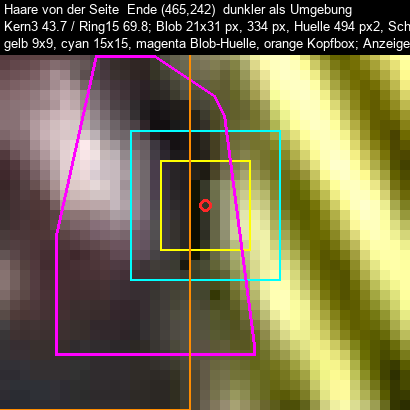 Haare von der Seite Ende (465,242) dunkler als Umgebung
Kern3 43.7 / Ring15 69.8; Blob 21x31 px, 334 px, Huelle 494 px2, Sch
gelb 9x9, cyan 15x15, magenta Blob-Huelle, orange Kopfbox; Anzeige